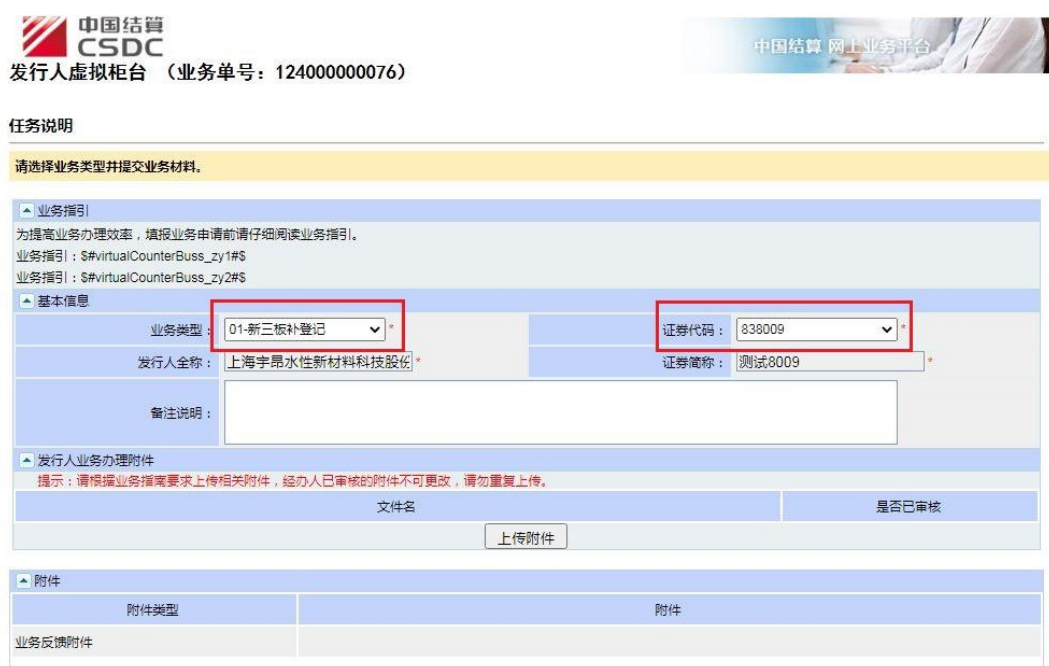 中国结算
CSDC
中国结算 网上业务平台
发行人虚拟柜台 （业务单号：124000000076）
任务说明
请选择业务类型并提交业务材料。
业务指引
为提高业务办理效率，填报业务申请前请仔细阅读业务指引。
业务指引：$#virtualCounterBuss_zy1#$
业务指引：$#virtualCounterBuss_zy2#$
基本信息
业务类型： 01-新三板补登记 * 证券代码： 838009 *
发行人全称： 上海宇昂水性新材料科技股份 * 证券简称： 测试8009 *
备注说明：
发行人业务办理附件
提示：请根据业务指南要求上传相关附件，经办人已审核的附件不可更改，请勿重复上传。
文件名 是否已审核
上传附件
附件
附件类型 附件
业务反馈附件